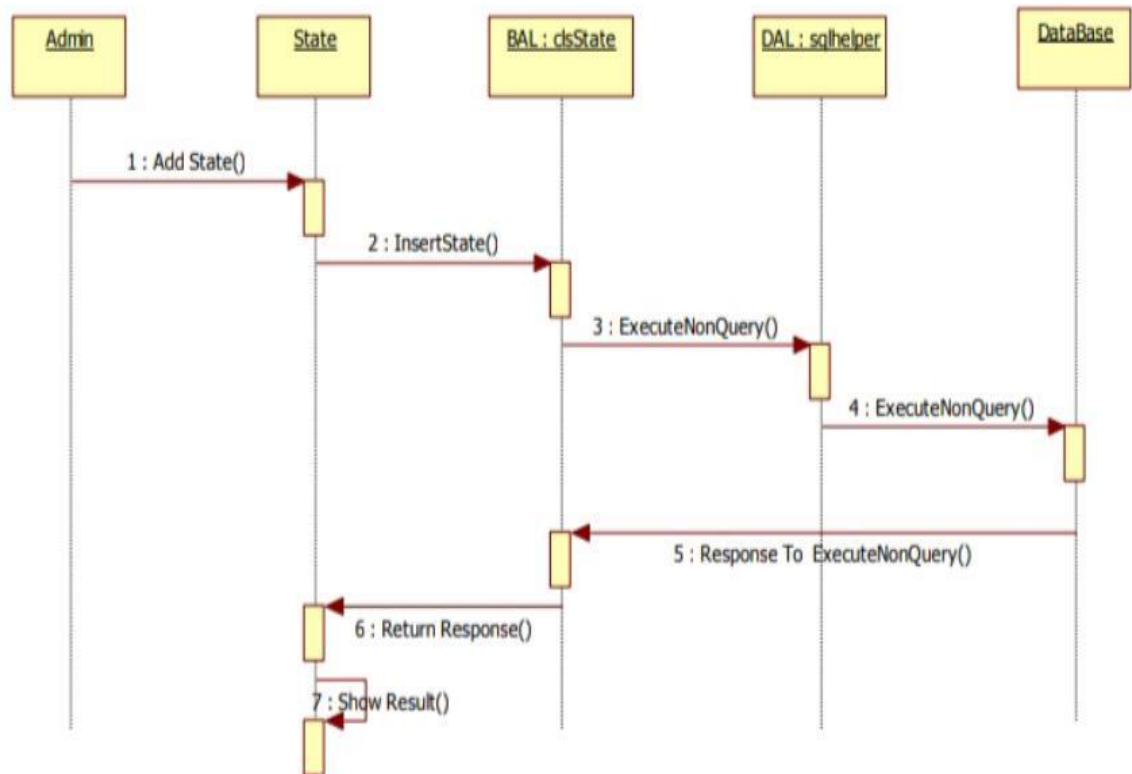 Admin
State
BAL : clsState
DAL : sqlhelper
DataBase
1 : Add State()
2 : InsertState()
3 : ExecuteNonQuery()
4 : ExecuteNonQuery()
5 : Response To ExecuteNonQuery()
6 : Return Response()
7 : Show Result()